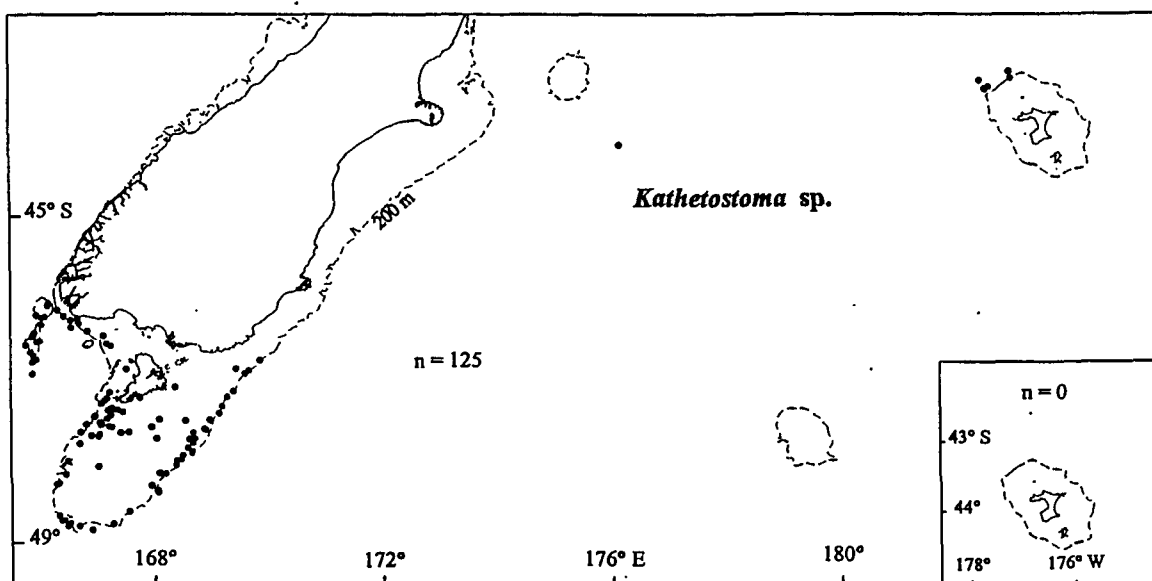 45° S
200 m
Kathetostoma sp.
n = 125
n = 0
43° S
44°
49°
168°
172°
176° E
180°
178°
176° W